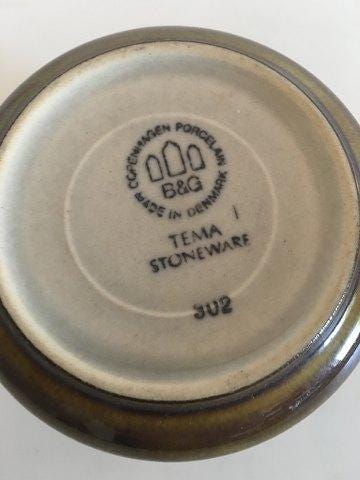 COPENHAGEN PORCELAIN
B&G
MADE IN DENMARK
TEMA
STONEWARE
302